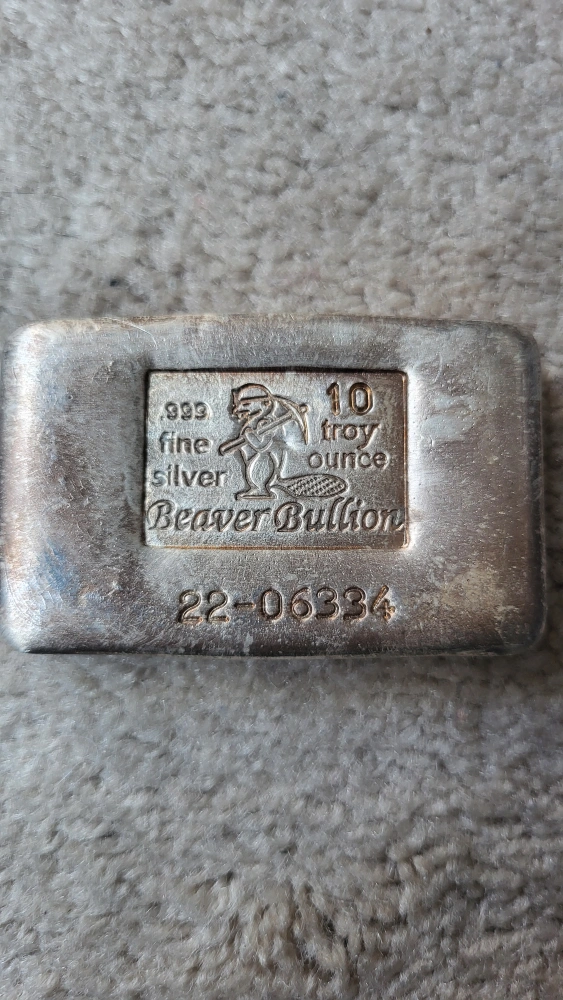 .999 fine silver
10 troy ounce
Beaver Bullion
22-06334